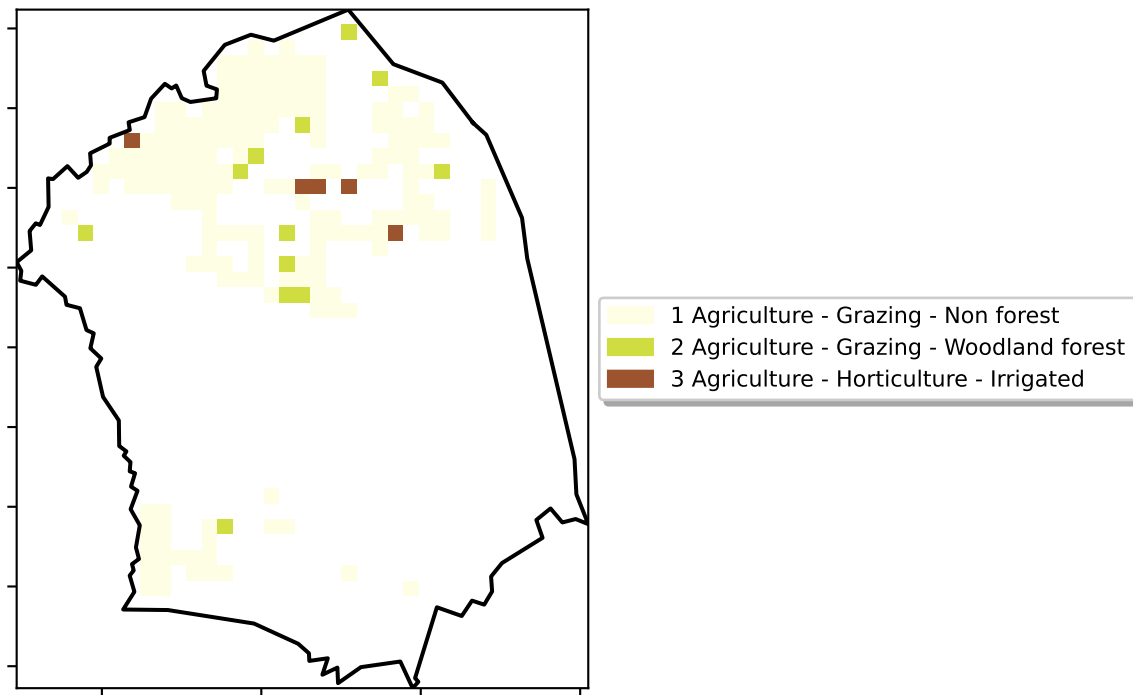 1 Agriculture - Grazing - Non forest
2 Agriculture - Grazing - Woodland forest
3 Agriculture - Horticulture - Irrigated